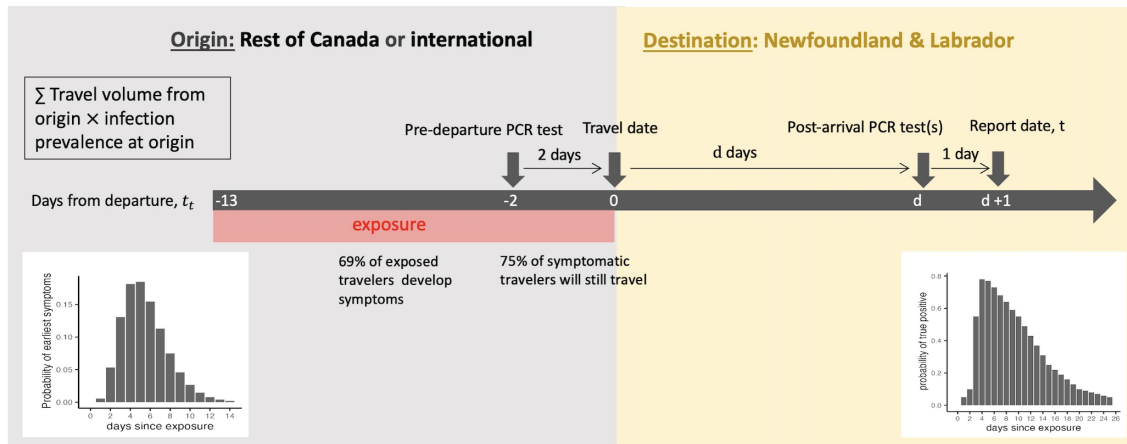 Origin: Rest of Canada or international
Destination: Newfoundland & Labrador
∑ Travel volume from
origin × infection
prevalence at origin
Pre-departure PCR test
Travel date
Post-arrival PCR test(s)
Report date, t
2 days
d days
1 day
Days from departure, tₜ
-13
-2
0
d
d +1
exposure
69% of exposed
travelers develop
symptoms
75% of symptomatic
travelers will still travel
Probability of earliest symptoms
0.15
0.10
0.05
0.00
0 2 4 6 8 10 12 14
days since exposure
probability of true positive
0.8
0.6
0.4
0.2
0.0
0 2 4 6 8 10 12 14 16 18 20 22 24 26
days since exposure